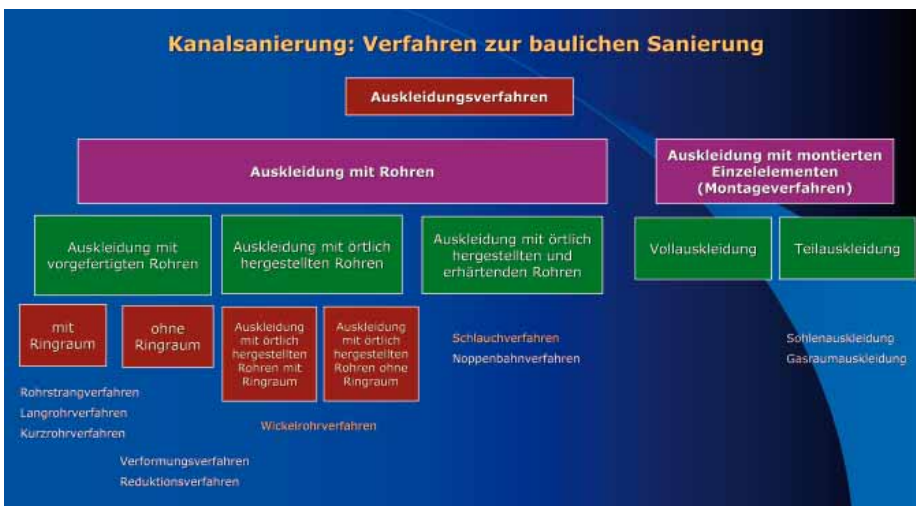 Kanalsanierung: Verfahren zur baulichen Sanierung
Auskleidungsverfahren
Auskleidung mit Rohren
Auskleidung mit montierten
Einzelelementen
(Montageverfahren)
Auskleidung mit
vorgefertigten Rohren
Auskleidung mit örtlich
hergestellten Rohren
Auskleidung mit örtlich
hergestellten und
erhärtenden Rohren
Vollauskleidung
Teilauskleidung
mit
Ringraum
ohne
Ringraum
Auskleidung
mit örtlich
hergestellten
Rohren mit
Ringraum
Auskleidung
mit örtlich
hergestellten
Rohren ohne
Ringraum
Schlauchverfahren
Noppenbahnverfahren
Sohlenauskleidung
Gasraumauskleidung
Rohrstrangverfahren
Langrohrverfahren
Kurzrohrverfahren
Wickelrohrverfahren
Verformungsverfahren
Reduktionsverfahren